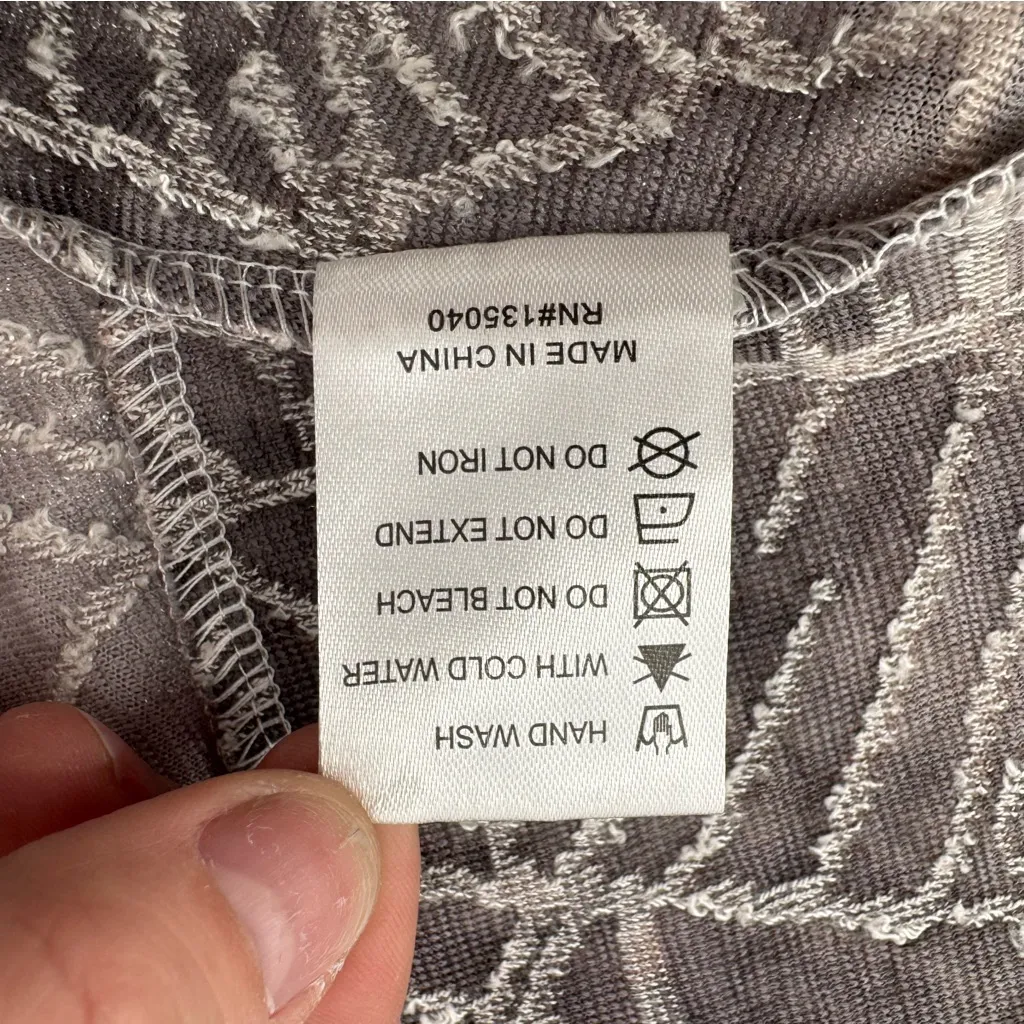 HAND WASH
WITH COLD WATER
DO NOT BLEACH
DO NOT EXTEND
DO NOT IRON
MADE IN CHINA
RN#135040